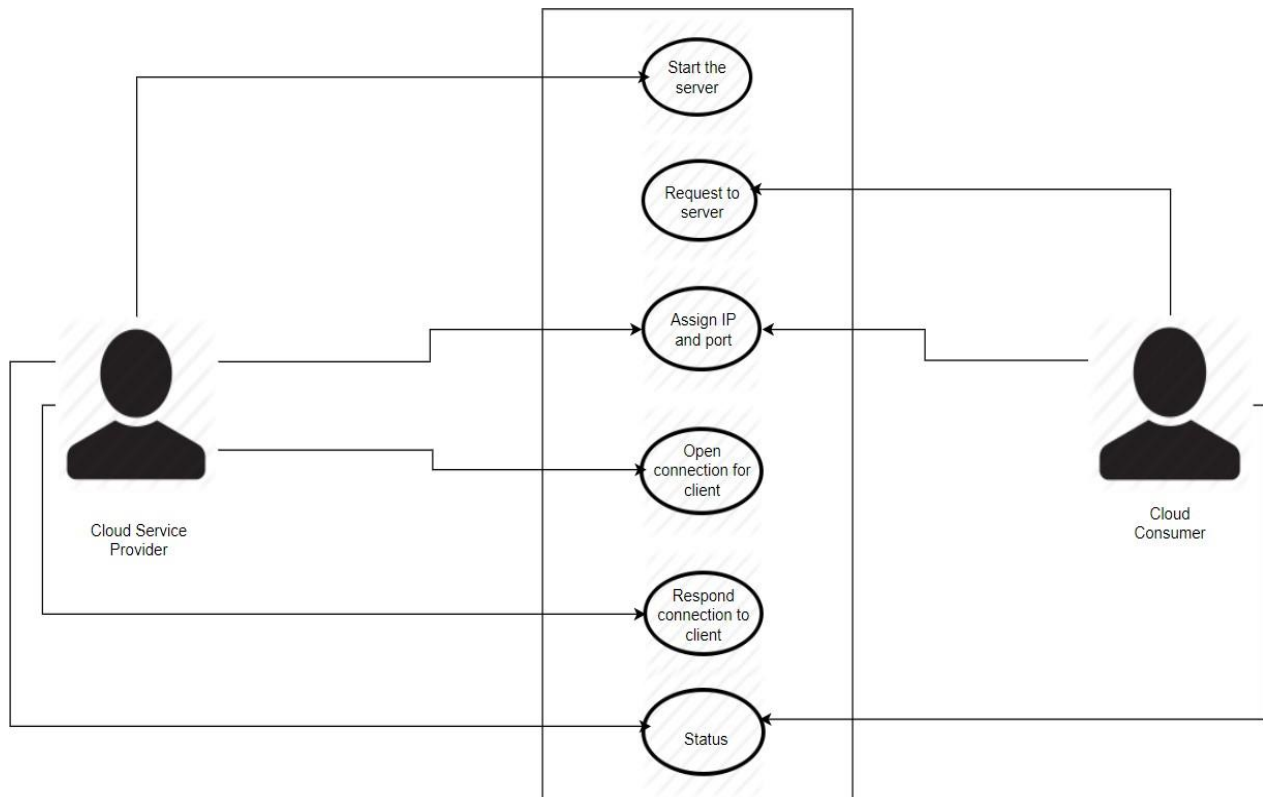 Start the
server
Request to
server
Assign IP
and port
Open
connection for
client
Cloud Service
Provider
Cloud
Consumer
Respond
connection to
client
Status